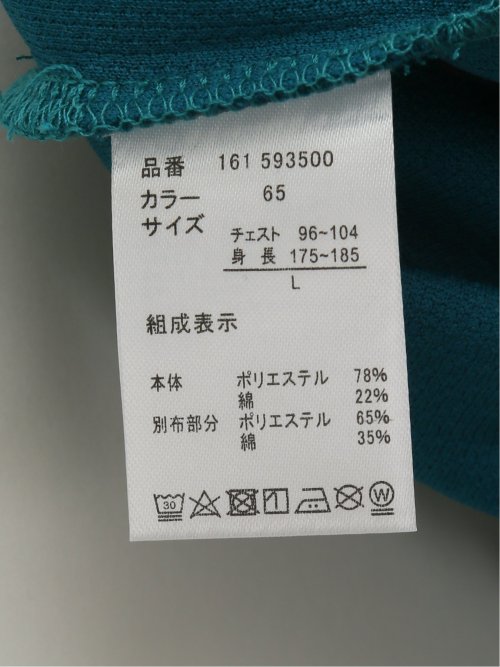 品番 161 593500
カラー 65
サイズ
チェスト 96~104
身長 175~185
L
組成表示
本体 ポリエステル 78%
綿 22%
別布部分 ポリエステル 65%
綿 35%
30 W